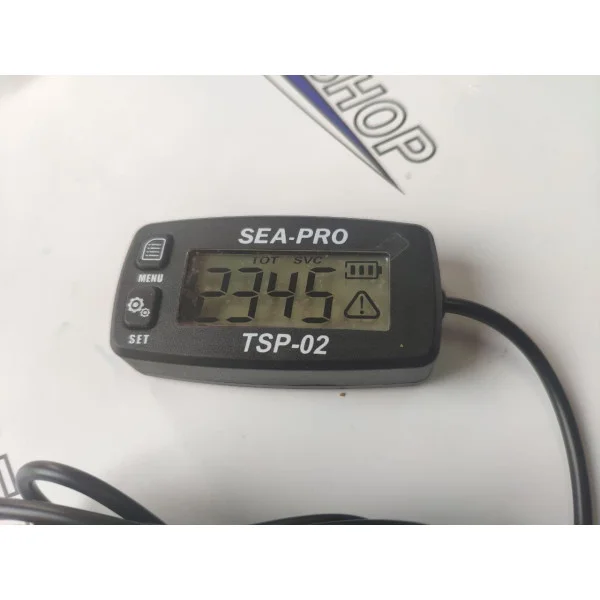 SHOP
SEA-PRO
TOT SVC
MENU
2345
SET
TSP-02